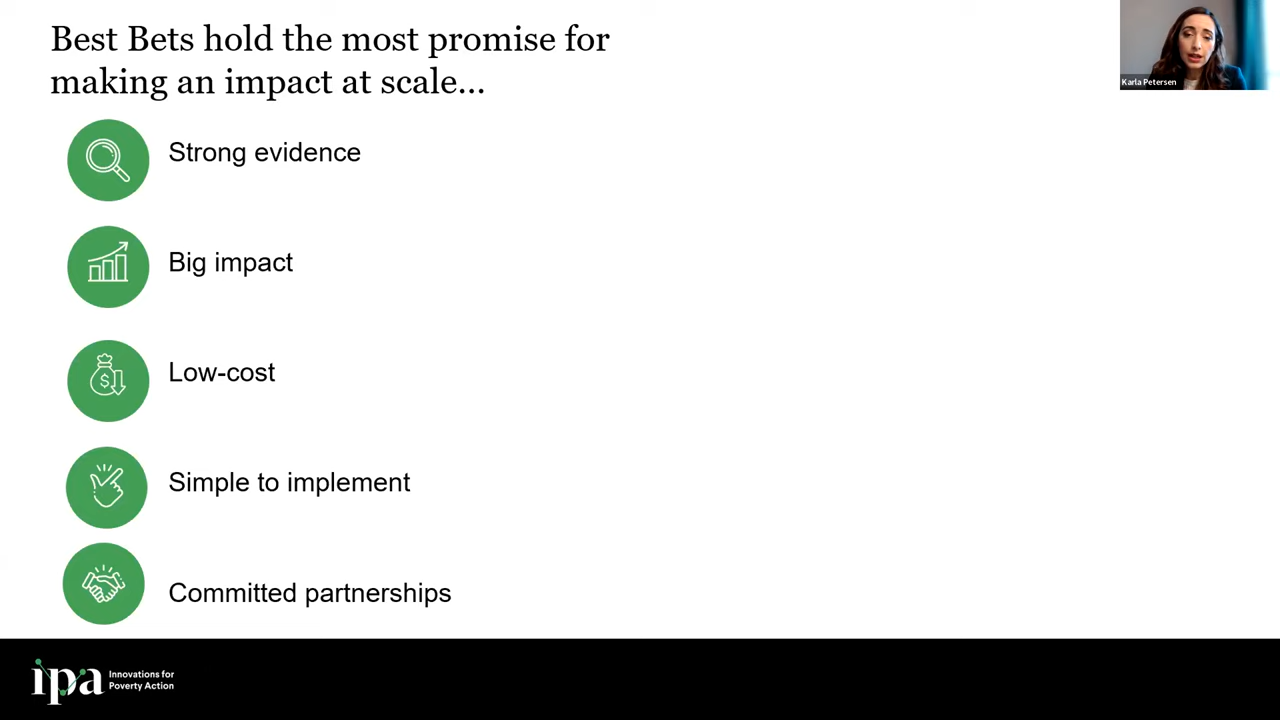 Best Bets hold the most promise for
making an impact at scale...
Karla Petersen
Strong evidence
Big impact
$
Low-cost
Simple to implement
Committed partnerships
ipa
Innovations for
Poverty Action